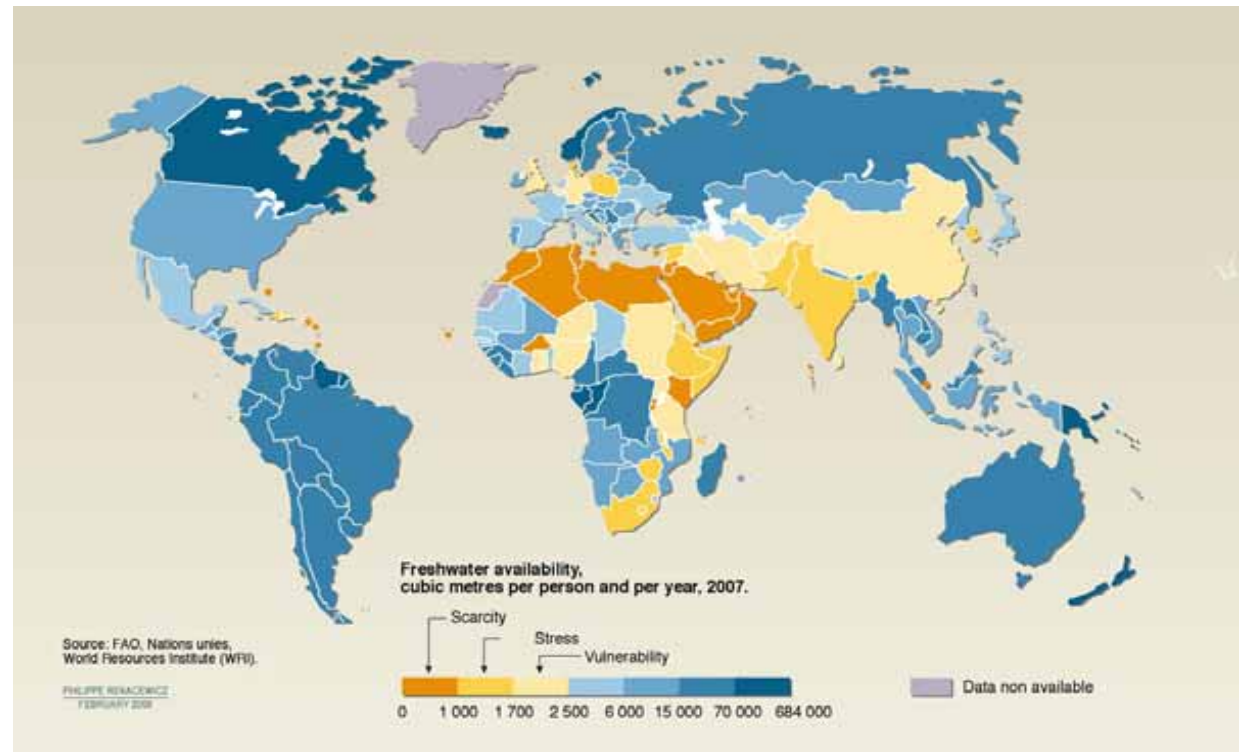 Freshwater availability,
cubic metres per person and per year, 2007.
Scarcity
Stress
Vulnerability
0 1 000 1 700 2 500 6 000 15 000 70 000 684 000
Data non available
Source: FAO, Nations unies,
World Resources Institute (WRI).
PHILIPPE REKACEWICZ
FEBRUARY 2008